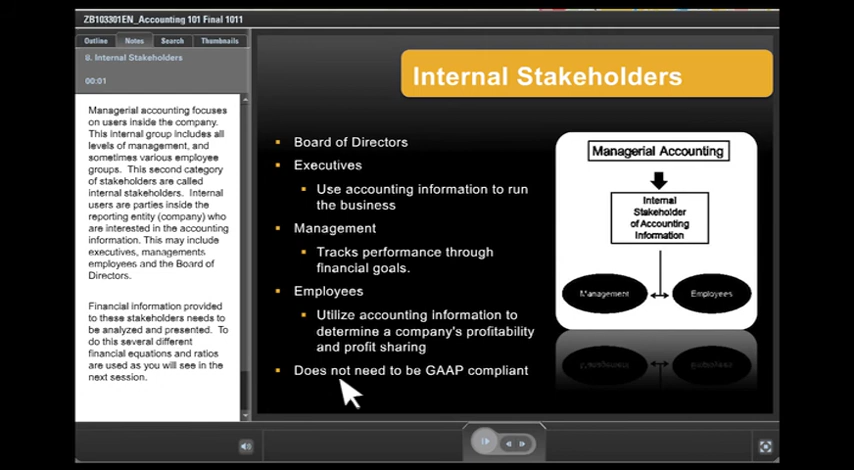 ZB103301EN_Accounting 101 Final 1011
Outline Notes Search Thumbnails
8. Internal Stakeholders
00:01
Managerial accounting focuses
on users inside the company.
This internal group includes all
levels of management, and
sometimes various employee
groups. This second category
of stakeholders are called
internal stakeholders. Internal
users are parties inside the
reporting entity (company) who
are interested in the accounting
information. This may include
executives, managements
employees and the Board of
Directors.
Financial information provided
to these stakeholders needs to
be analyzed and presented. To
do this several different
financial equations and ratios
are used as you will see in the
next session.
Internal Stakeholders
Board of Directors
Executives
Use accounting information to run
the business
Management
Tracks performance through
financial goals.
Employees
Utilize accounting information to
determine a company's profitability
and profit sharing
Does not need to be GAAP compliant
Managerial Accounting
Internal
Stakeholder
of Accounting
Information
Management Employees